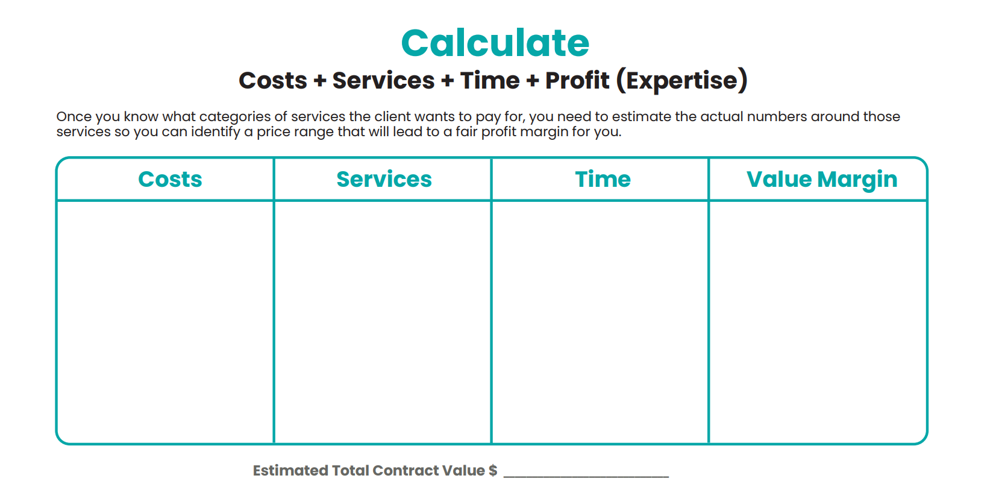 Calculate
Costs + Services + Time + Profit (Expertise)
Once you know what categories of services the client wants to pay for, you need to estimate the actual numbers around those
services so you can identify a price range that will lead to a fair profit margin for you.
Costs Services Time Value Margin
Estimated Total Contract Value $ ______________________